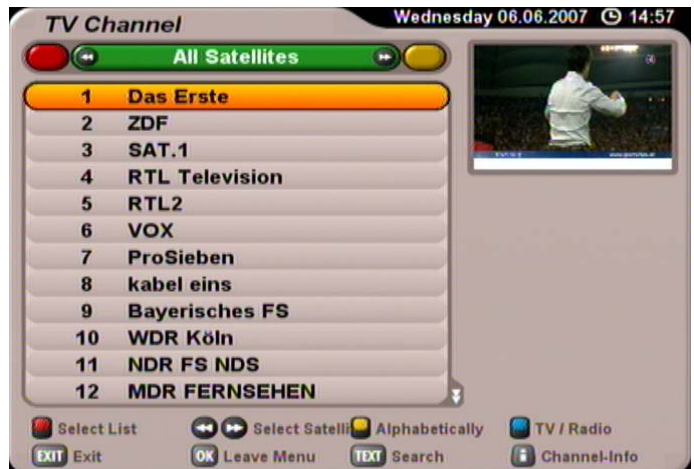 TV Channel
Wednesday 06.06.2007 14:57
All Satellites
1 Das Erste
2 ZDF
3 SAT.1
4 RTL Television
5 RTL2
6 VOX
7 ProSieben
8 kabel eins
9 Bayerisches FS
10 WDR Köln
11 NDR FS NDS
12 MDR FERNSEHEN
Select List Select Satelli Alphabetically TV / Radio
EXIT Exit OK Leave Menu TEXT Search i Channel-Info